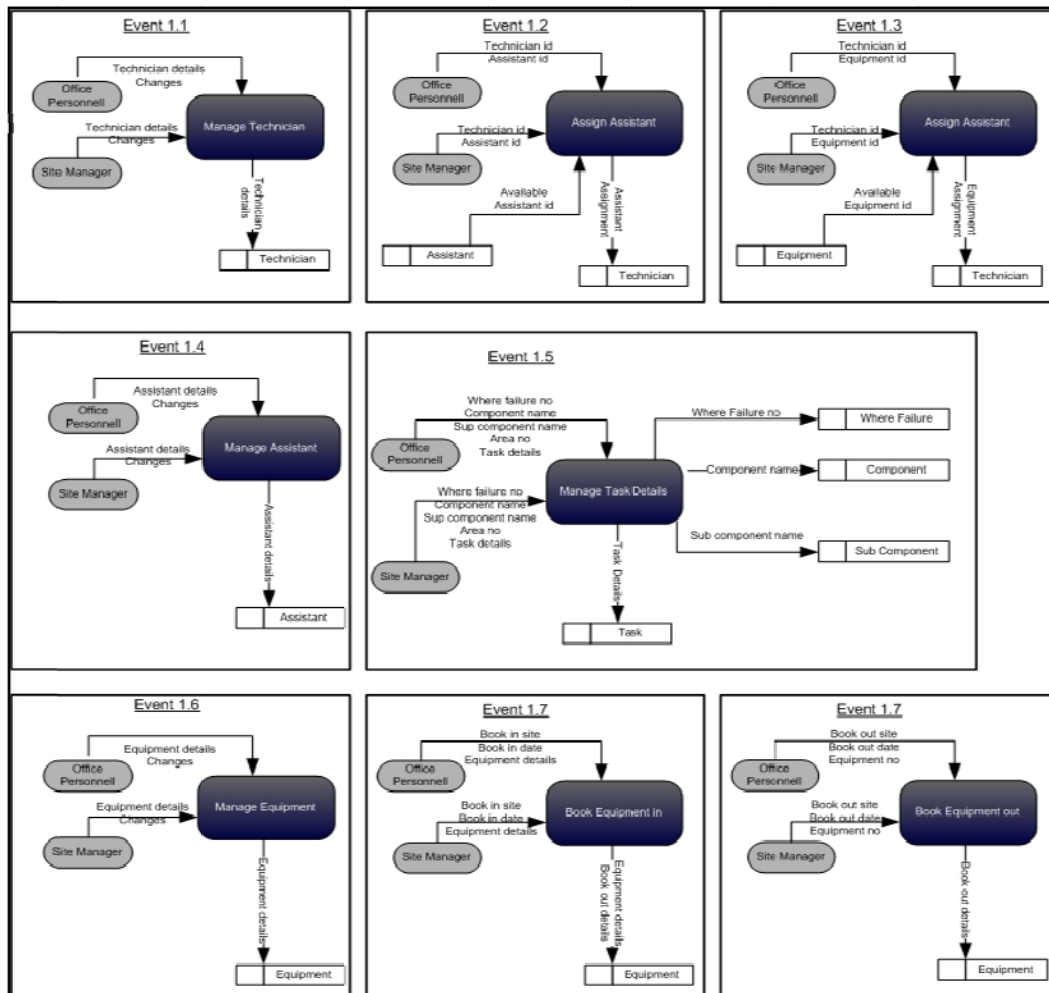 Event 1.1
Technician details
Changes
Office
Personnell
Technician details
Changes
Site Manager
Manage Technician
Technician
details
Technician
Event 1.2
Technician id
Assistant id
Office
Personnell
Technician id
Assistant id
Site Manager
Assign Assistant
Available
Assistant id
Assistant
Assignment
Assistant
Technician
Event 1.3
Technician id
Equipment id
Office
Personnell
Technician id
Equipment id
Site Manager
Assign Assistant
Available
Equipment id
Equipment
Assignment
Equipment
Technician
Event 1.4
Assistant details
Changes
Office
Personnell
Assistant details
Changes
Site Manager
Manage Assistant
Assistant details
Assistant
Event 1.5
Where failure no
Component name
Sup component name
Area no
Task details
Office
Personnell
Where failure no
Component name
Sup component name
Area no
Task details
Site Manager
Manage Task Details
Where Failure no
Where Failure
Component name
Component
Sub component name
Sub Component
Task Details
Task
Event 1.6
Equipment details
Changes
Office
Personnell
Equipment details
Changes
Site Manager
Manage Equipment
Equipment details
Equipment
Event 1.7
Book in site
Book in date
Equipment details
Office
Personnell
Book in site
Book in date
Equipment details
Site Manager
Book Equipment in
Equipment details
Book out details
Equipment
Event 1.7
Book out site
Book out date
Equipment no
Office
Personnell
Book out site
Book out date
Equipment no
Site Manager
Book Equipment out
Book out details
Equipment